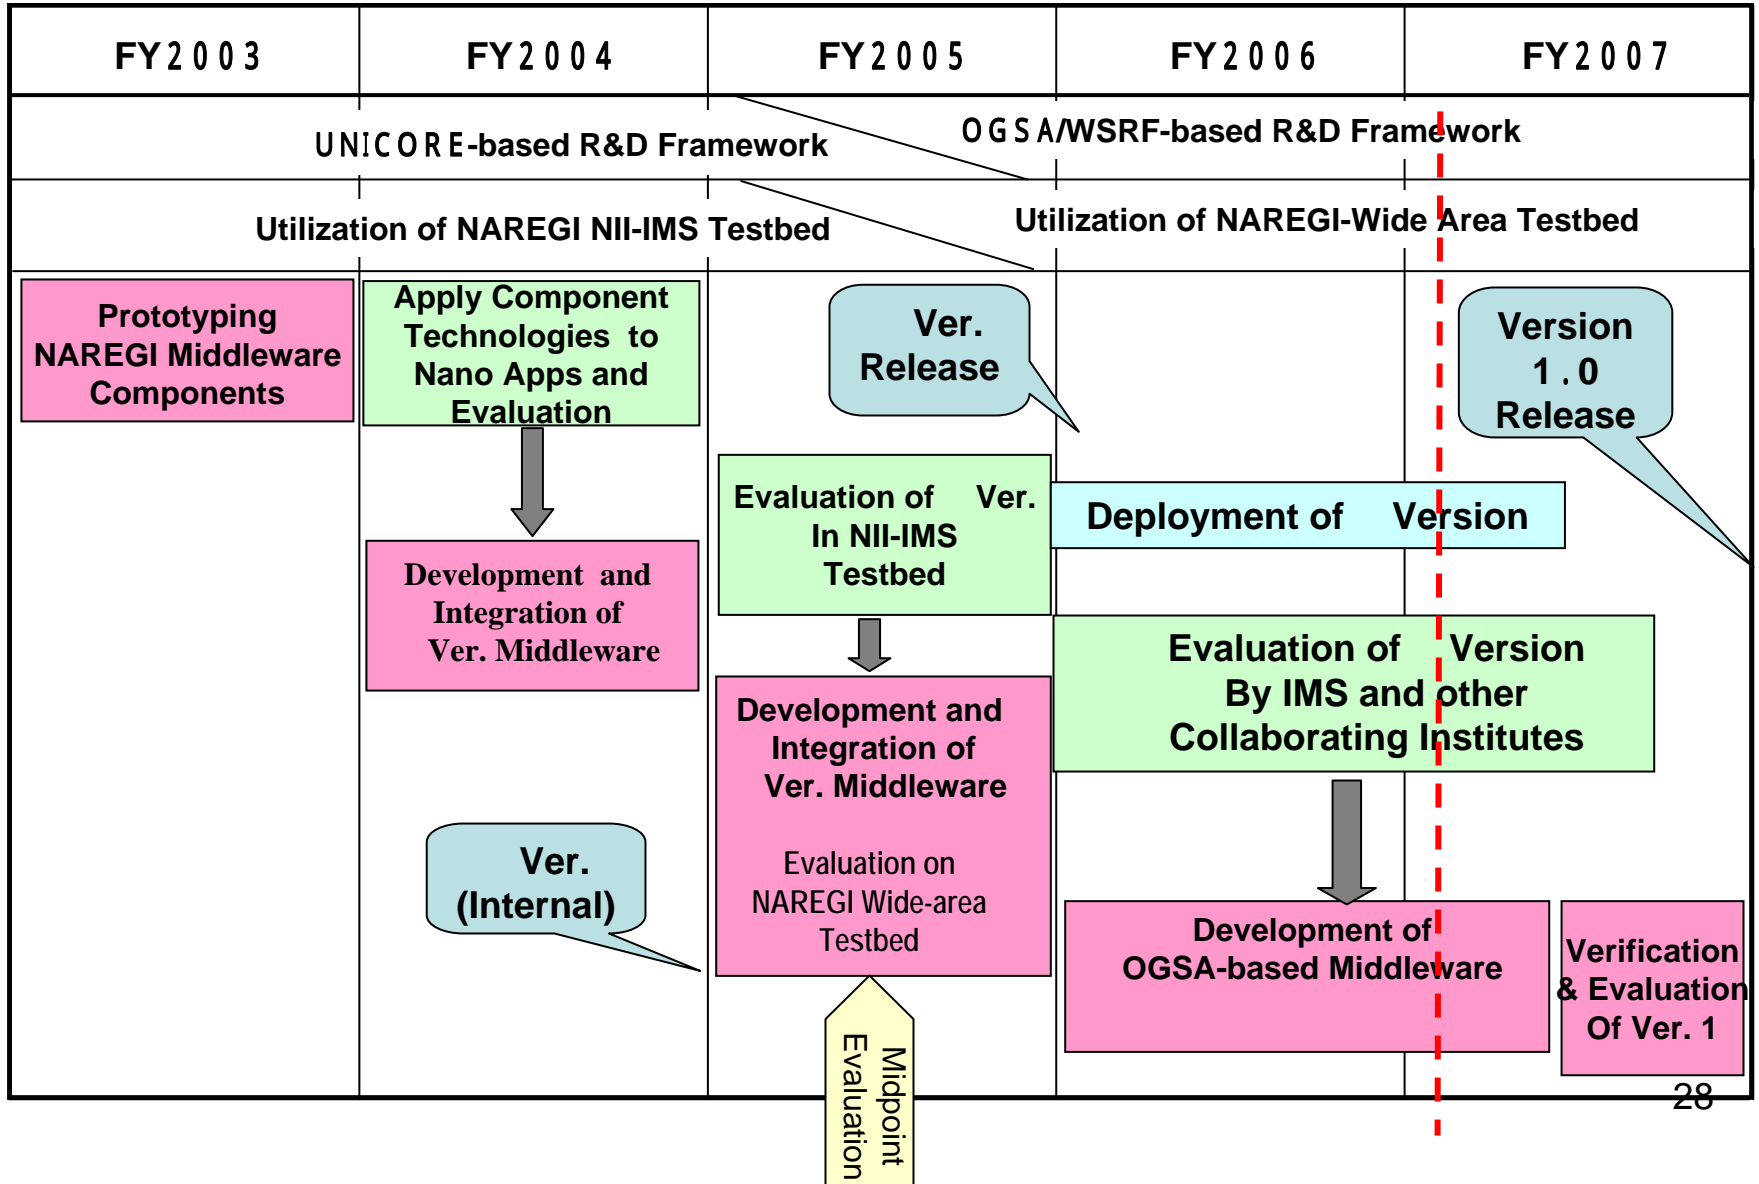 FY2003 FY2004 FY2005 FY2006 FY2007
UNICORE-based R&D Framework
OGSA/WSRF-based R&D Framework
Utilization of NAREGI NII-IMS Testbed
Utilization of NAREGI-Wide Area Testbed
Prototyping
NAREGI Middleware
Components
Apply Component
Technologies to
Nano Apps and
Evaluation
Development and
Integration of
Ver. Middleware
Ver.
(Internal)
Ver.
Release
Evaluation of Ver.
In NII-IMS
Testbed
Development and
Integration of
Ver. Middleware
Evaluation on
NAREGI Wide-area
Testbed
Midpoint
Evaluation
Version
1.0
Release
Deployment of Version
Evaluation of Version
By IMS and other
Collaborating Institutes
Development of
OGSA-based Middleware
Verification
& Evaluation
Of Ver. 1
28